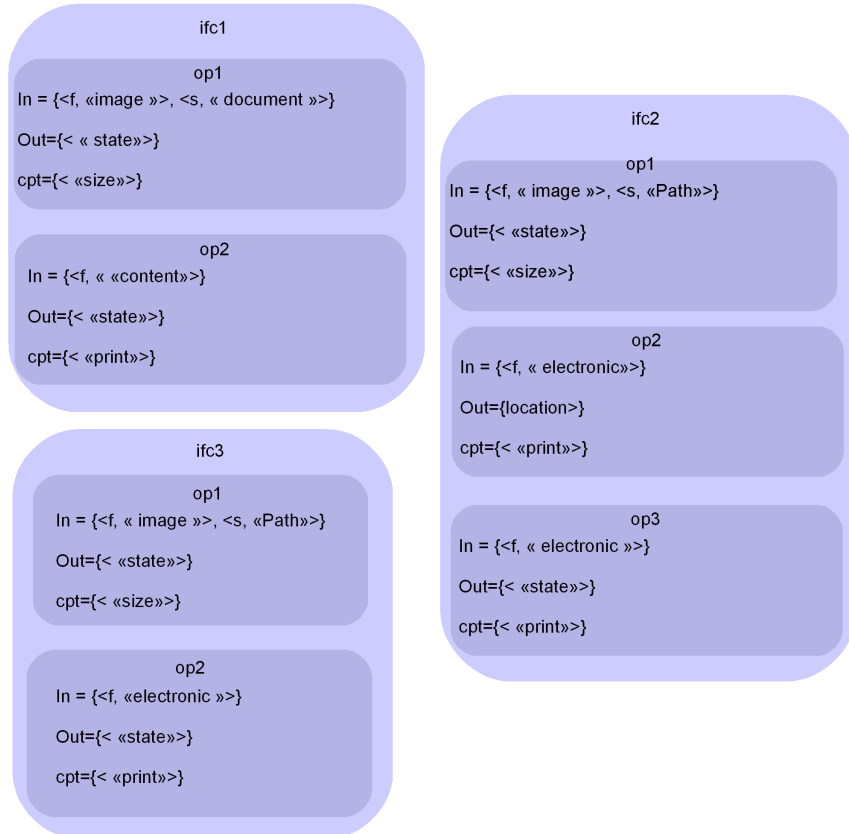 ifc1
op1
In = {<f, «image »>, <s, « document »>}
Out={< « state»>}
cpt={< «size»>}
op2
In = {<f, « «content»>}
Out={< «state»>}
cpt={< «print»>}
ifc2
op1
In = {<f, « image »>, <s, «Path»>}
Out={< «state»>}
cpt={< «size»>}
op2
In = {<f, « electronic»>}
Out={location>}
cpt={< «print»>}
op3
In = {<f, « electronic »>}
Out={< «state»>}
cpt={< «print»>}
ifc3
op1
In = {<f, « image »>, <s, «Path»>}
Out={< «state»>}
cpt={< «size»>}
op2
In = {<f, «electronic »>}
Out={< «state»>}
cpt={< «print»>}